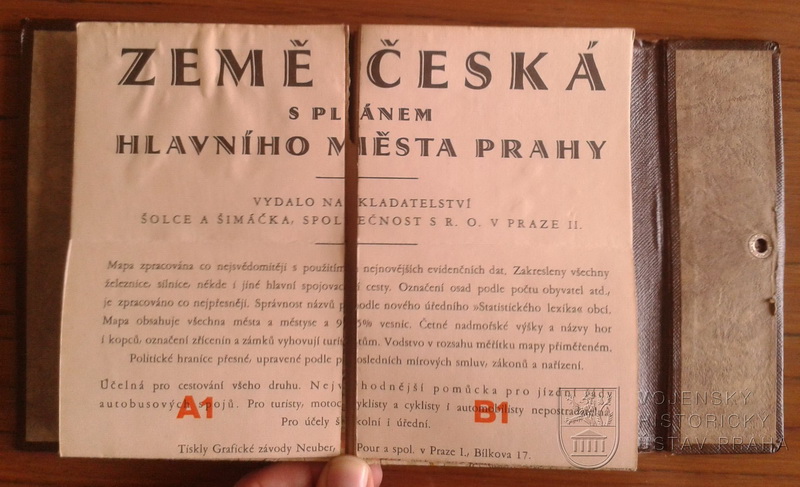 ZEMĚ ČESKÁ
S PLÁNEM
HLAVNÍHO MĚSTA PRAHY
VYDALO NAKLADATELSTVÍ
ŠOLCE A ŠIMÁČKA, SPOLEČNOST S R. O. V PRAZE II.
Mapa zpracována co nejsvědomitěji s použitím nejnovějších evidenčních dat. Zakresleny všechny
železnice, silnice, někde i jiné hlavní spojovací cesty. Označení osad podle počtu obyvatel atd.,
je zpracováno co nejpřesněji. Správnost názvů podle nového úředního »Statistického lexika« obcí.
Mapa obsahuje všechna města a městyse a 95% vesnic. Četné nadmořské výšky a názvy hor
i kopců, označení zřícenin a zámků vyhovují turistům. Vodstvo v rozsahu měřítku mapy přiměřeném.
Politické hranice přesné, upravené podle posledních mírových smluv, zákonů a nařízení.
Účelná pro cestování všeho druhu. Nejvýhodnější pomůcka pro jízdní řády
autobusových spojů. Pro turisty, motocyklisty a cyklisty i automobilisty nepostradatelná.
Pro účely školní i úřední.
A1 B1
Tiskly Grafické závody Neubert, Pour a spol. v Praze I., Bílkova 17.
VOJENSKÝ
HISTORICKÝ
ÚSTAV PRAHA